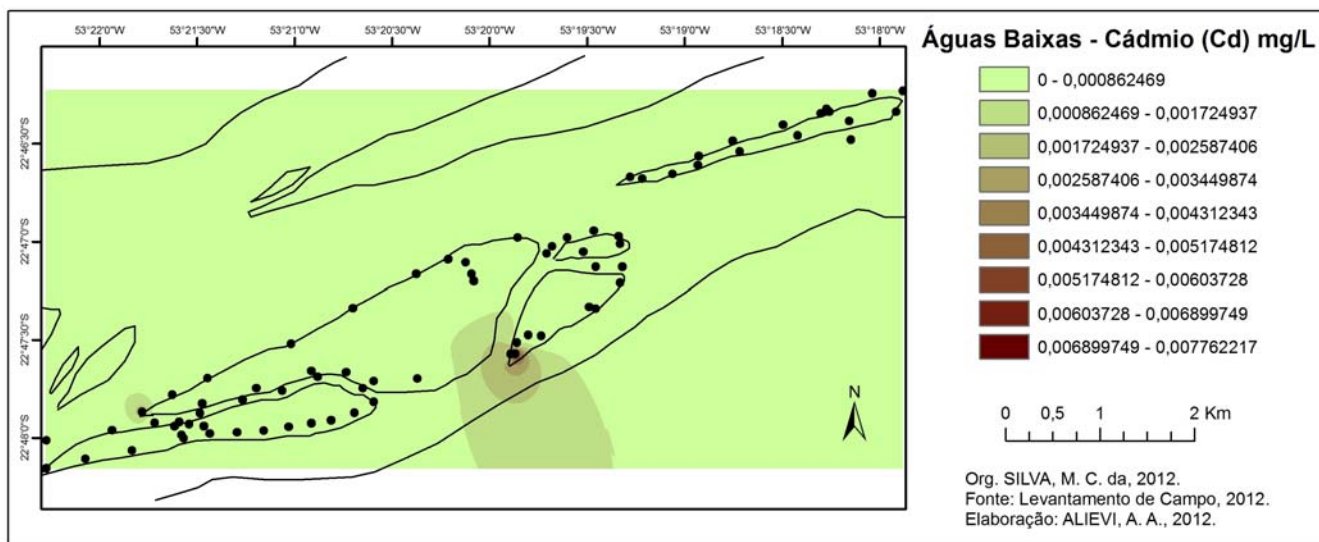 53°22'0"W 53°21'30"W 53°21'0"W 53°20'30"W 53°20'0"W 53°19'30"W 53°19'0"W 53°18'30"W 53°18'0"W
22°46'30"S
22°47'0"S
22°47'30"S
22°48'0"S
N
Águas Baixas - Cádmio (Cd) mg/L
0 - 0,000862469
0,000862469 - 0,001724937
0,001724937 - 0,002587406
0,002587406 - 0,003449874
0,003449874 - 0,004312343
0,004312343 - 0,005174812
0,005174812 - 0,00603728
0,00603728 - 0,006899749
0,006899749 - 0,007762217
0 0,5 1 2 Km
Org. SILVA, M. C. da, 2012.
Fonte: Levantamento de Campo, 2012.
Elaboração: ALIEVI, A. A., 2012.